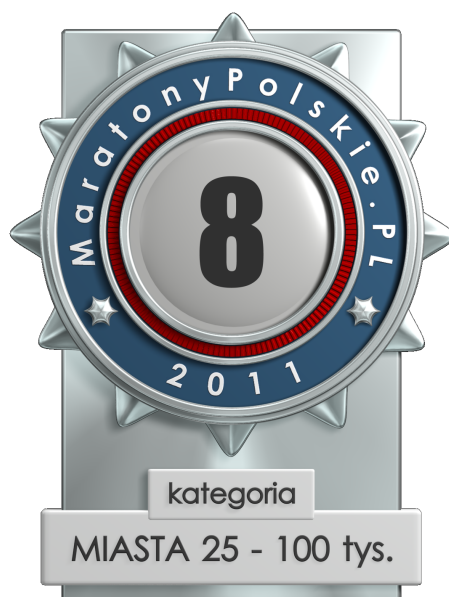 MaratonyPolskie.PL
8
2011
kategoria
MIASTA 25 - 100 tys.